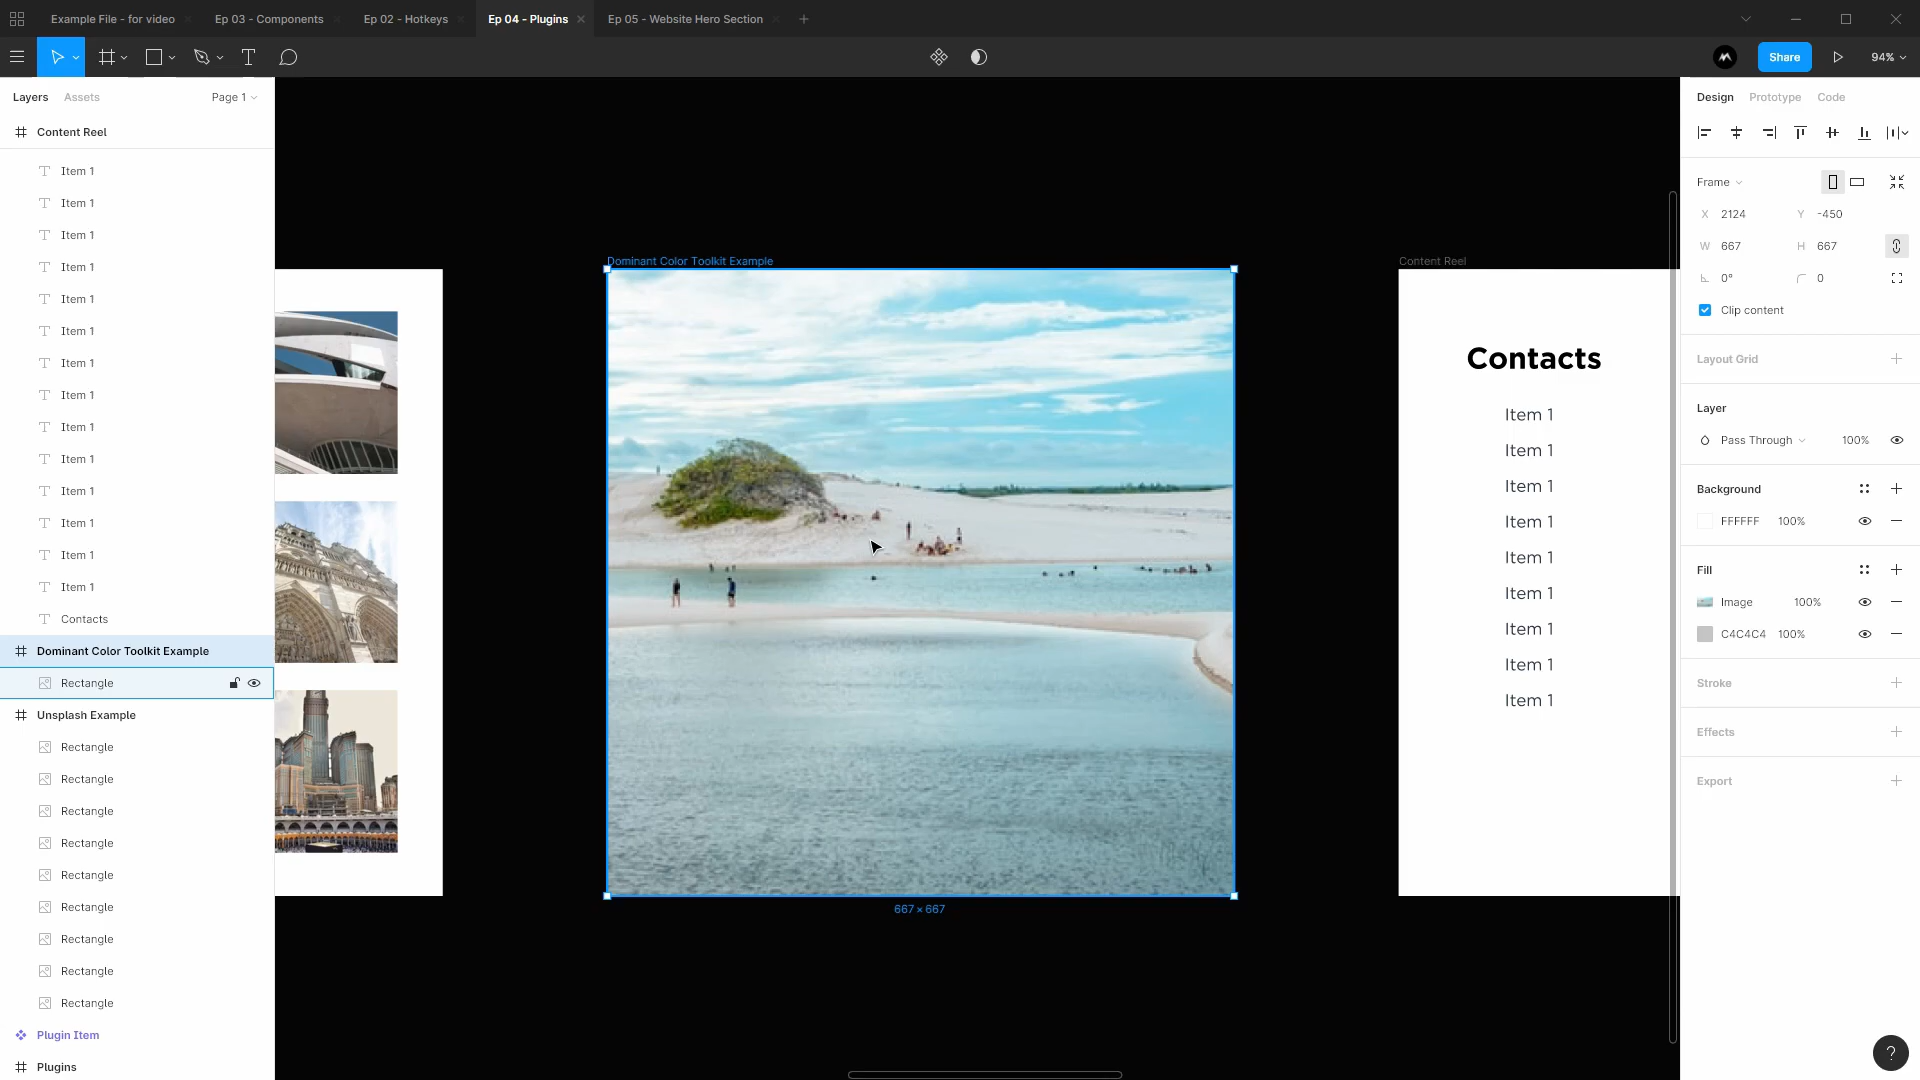 Example File - for video
Ep 03 - Components
Ep 02 - Hotkeys
Ep 04 - Plugins
Ep 05 - Website Hero Section
Share
94%
Layers
Assets
Page 1
Content Reel
Item 1
Item 1
Item 1
Item 1
Item 1
Item 1
Item 1
Item 1
Item 1
Item 1
Item 1
Item 1
Item 1
Item 1
Contacts
Dominant Color Toolkit Example
Rectangle
Unsplash Example
Rectangle
Rectangle
Rectangle
Rectangle
Rectangle
Rectangle
Rectangle
Rectangle
Rectangle
Plugin Item
Plugins
Dominant Color Toolkit Example
667 × 667
Content Reel
Contacts
Item 1
Item 1
Item 1
Item 1
Item 1
Item 1
Item 1
Item 1
Item 1
Design
Prototype
Code
Frame
X 2124 Y -450
W 667 H 667
0° 0
Clip content
Layout Grid
Layer
Pass Through 100%
Background
FFFFFF 100%
Fill
Image 100%
C4C4C4 100%
Stroke
Effects
Export
?